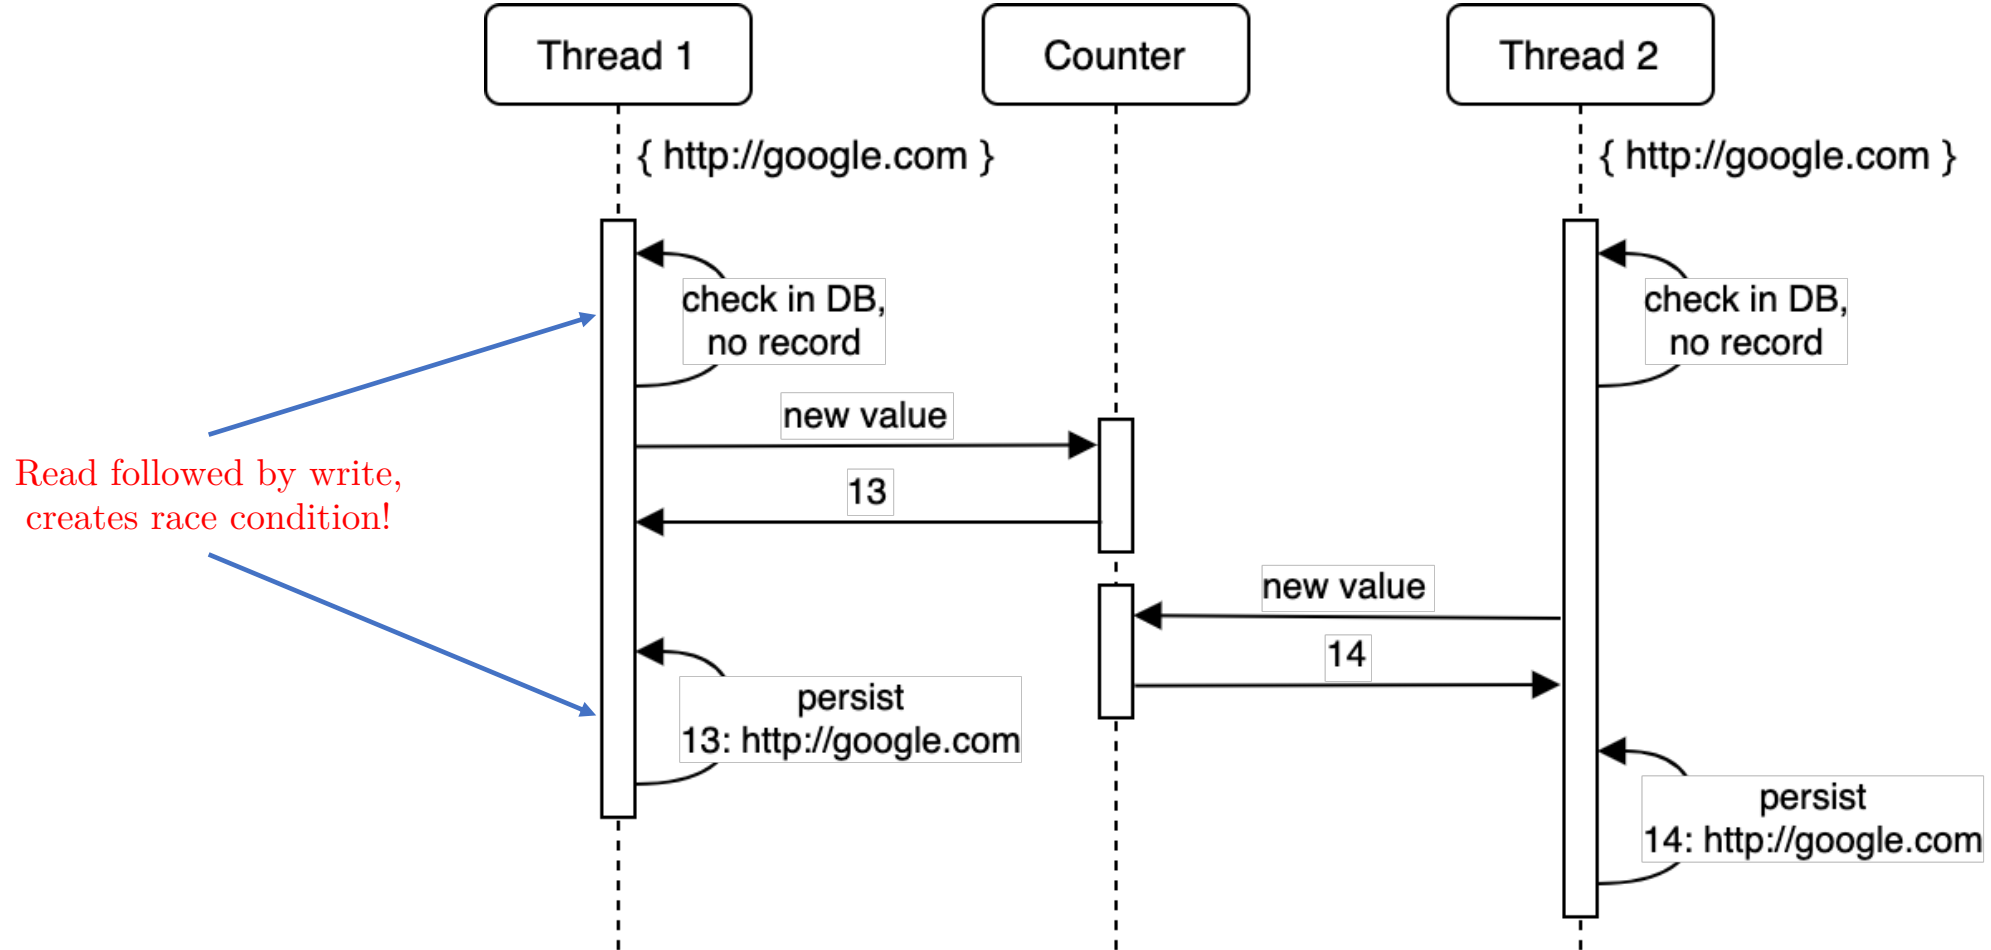 Thread 1
Counter
Thread 2
{ http://google.com }
{ http://google.com }
check in DB,
no record
check in DB,
no record
new value
Read followed by write,
creates race condition!
13
new value
14
persist
13: http://google.com
persist
14: http://google.com